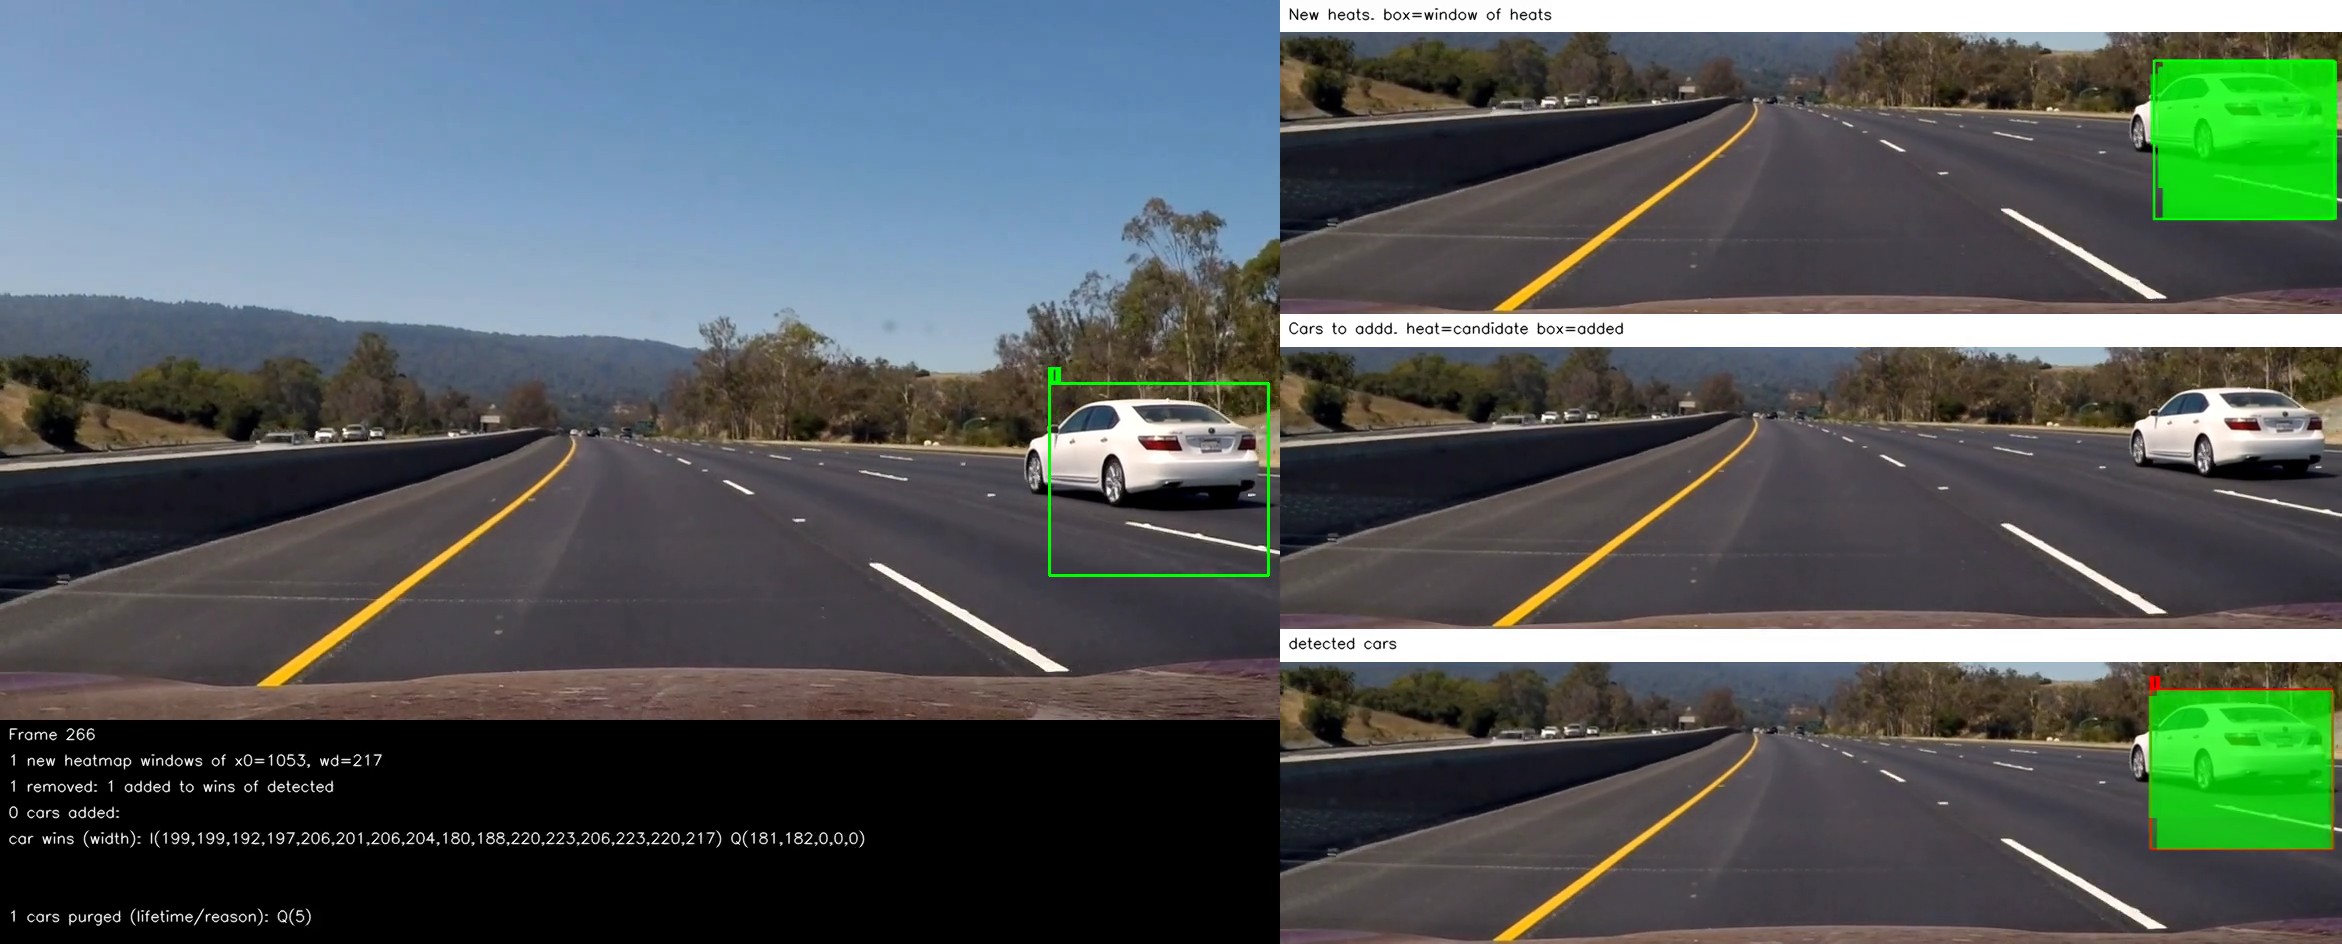 New heats. box=window of heats
I
Cars to addd. heat=candidate box=added
detected cars
Frame 266
1 new heatmap windows of x0=1053, wd=217
1 removed: 1 added to wins of detected
0 cars added:
car wins (width): I(199,199,192,197,206,201,206,204,180,188,220,223,206,223,220,217) Q(181,182,0,0,0)
1 cars purged (lifetime/reason): Q(5)